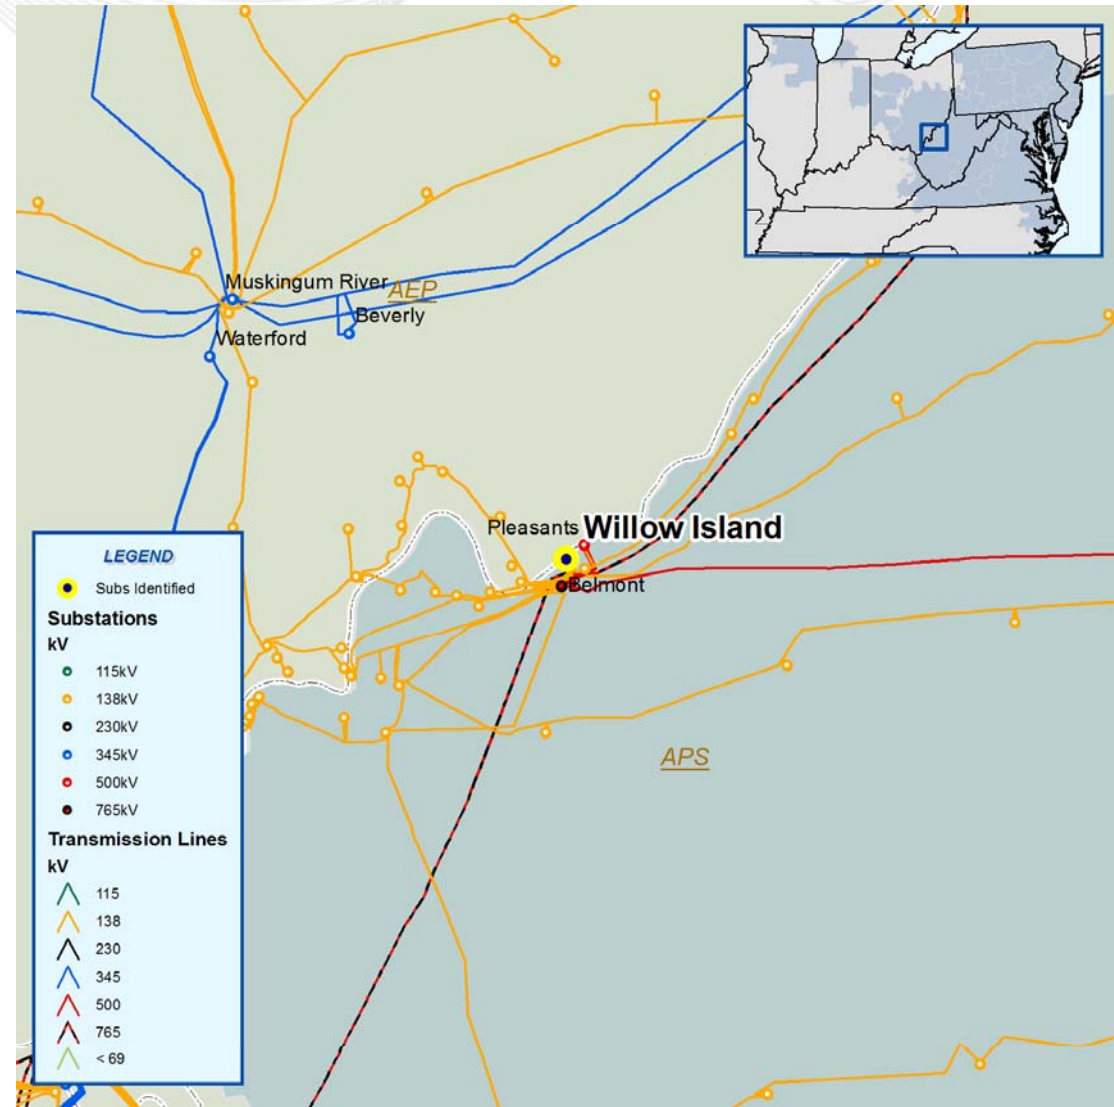 Muskingum River
AEP
Beverly
Waterford
Pleasants
Willow Island
Belmont
APS
LEGEND
Subs Identified
Substations
kV
115kV
138kV
230kV
345kV
500kV
765kV
Transmission Lines
kV
115
138
230
345
500
765
< 69